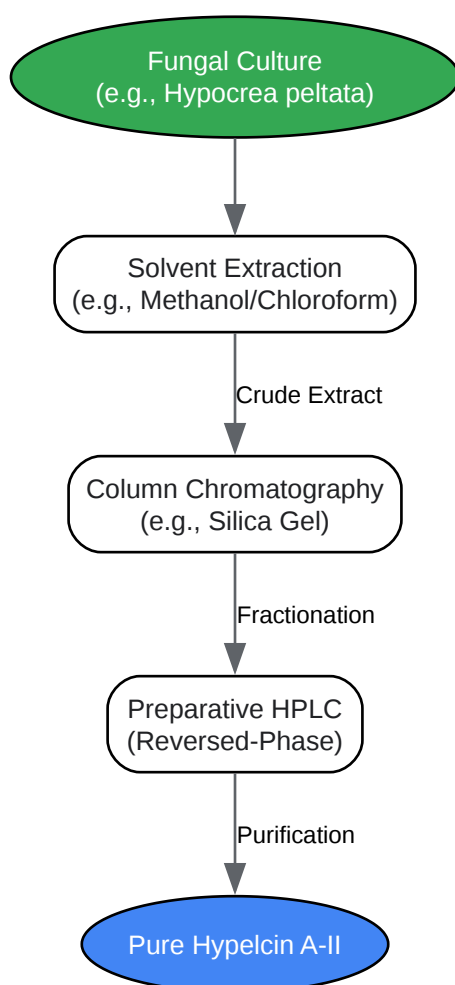 Fungal Culture
(e.g., Hypocrea peltata)
Solvent Extraction
(e.g., Methanol/Chloroform)
Crude Extract
Column Chromatography
(e.g., Silica Gel)
Fractionation
Preparative HPLC
(Reversed-Phase)
Purification
Pure Hypelcin A-II